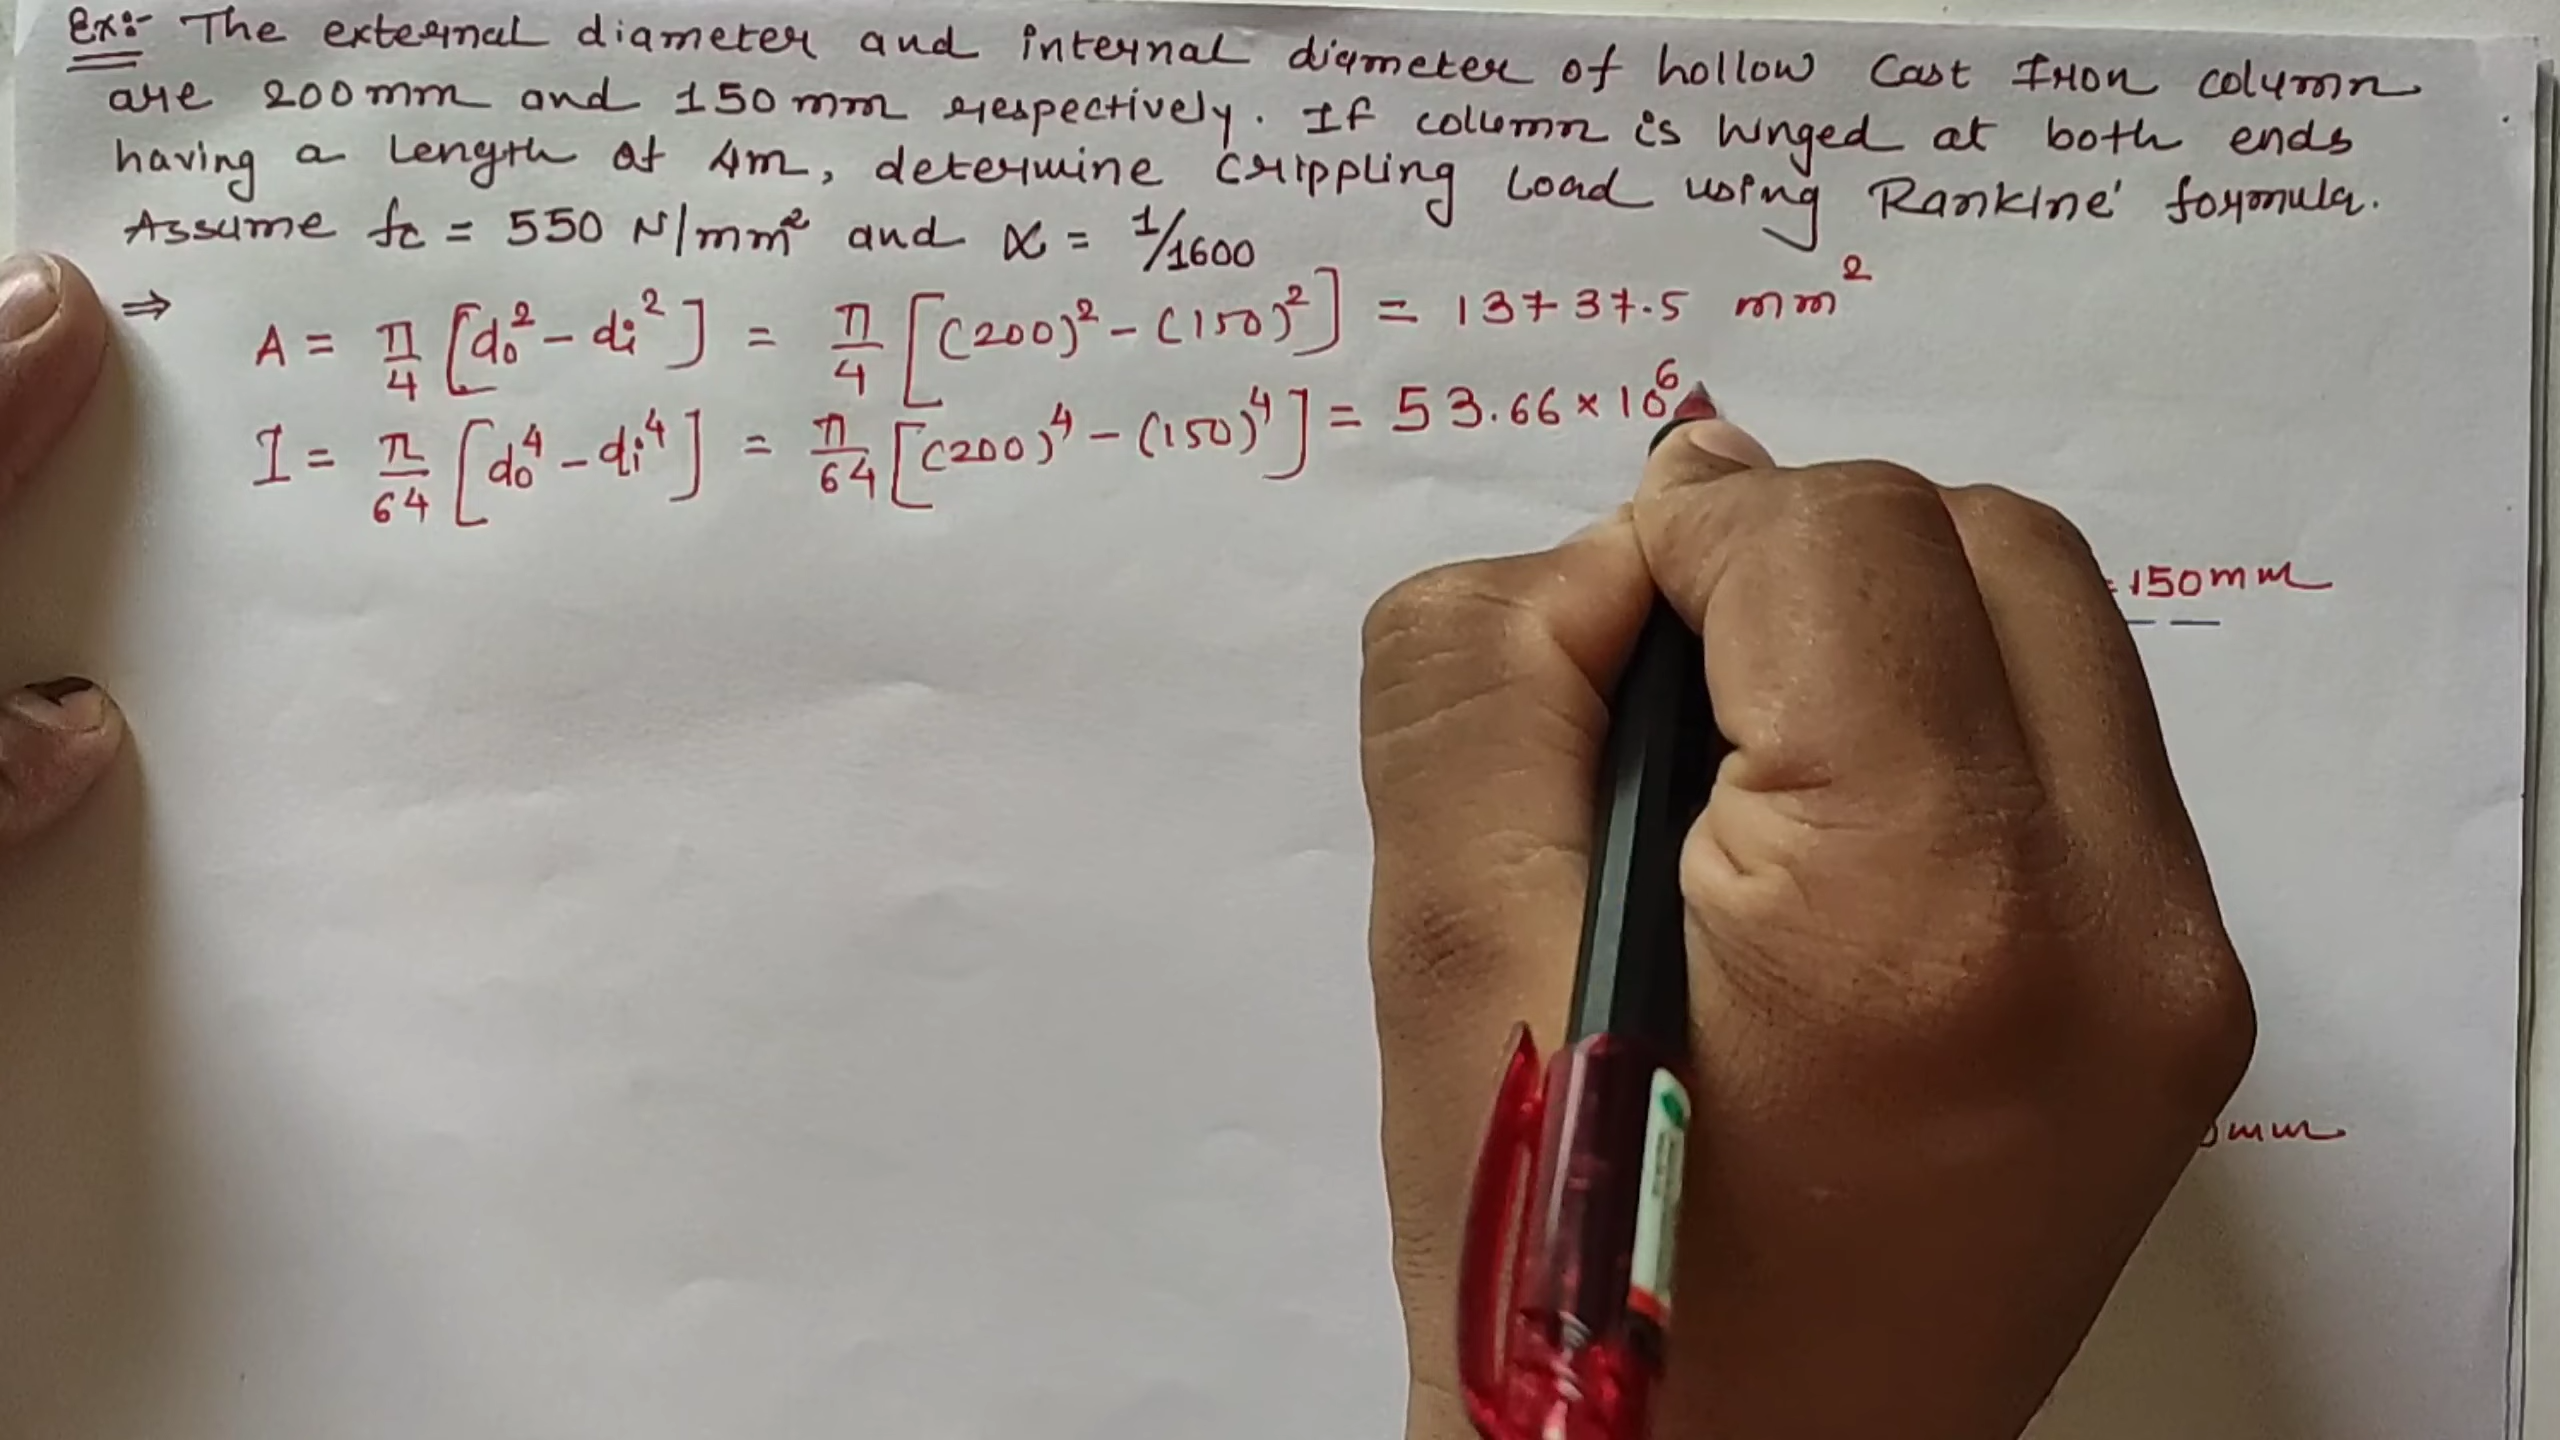 Ex:- The external diameter and internal diameter of hollow Cast Iron column
are 200mm and 150mm respectively. If column is hinged at both ends
having a length of 4m, determine crippling load using Rankine' formula.
Assume fc = 550 N/mm² and α = 1/1600
⇒ A = π/4 [do² - di²] = π/4 [(200)² - (150)²] = 13737.5 mm²
I = π/64 [do⁴ - di⁴] = π/64 [(200)⁴ - (150)⁴] = 53.66 × 10⁶
=150mm
mm